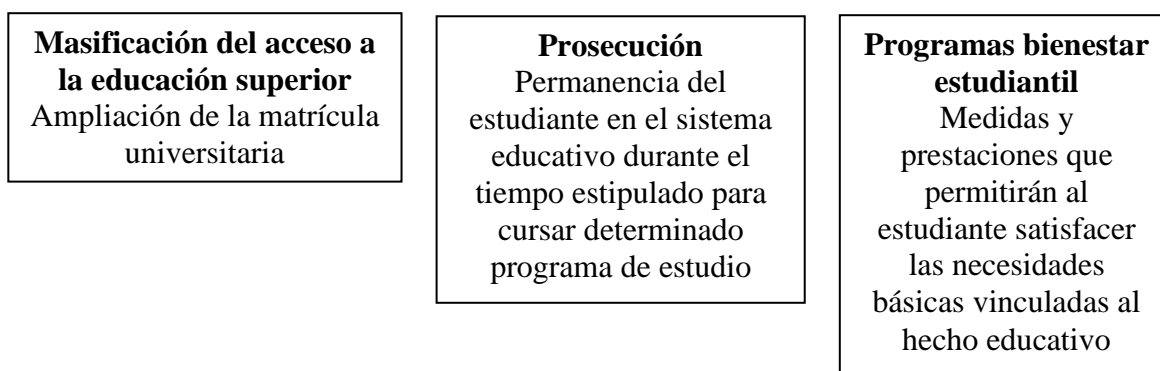 Masificación del acceso a
la educación superior
Ampliación de la matrícula
universitaria
Prosecución
Permanencia del
estudiante en el sistema
educativo durante el
tiempo estipulado para
cursar determinado
programa de estudio
Programas bienestar
estudiantil
Medidas y
prestaciones que
permitirán al
estudiante satisfacer
las necesidades
básicas vinculadas al
hecho educativo